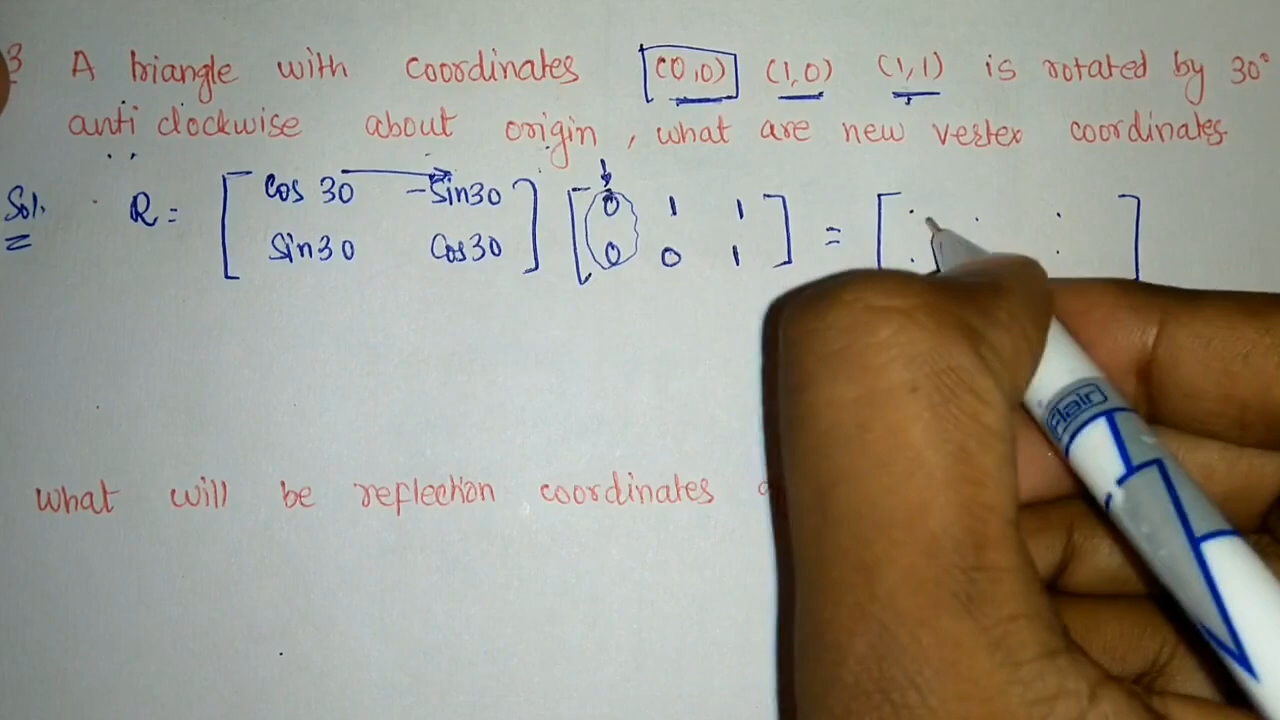 3 A triangle with coordinates (0,0) (1,0) (1,1) is rotated by 30°
anti clockwise about origin, what are new vertex coordinates.
Sol. R = [ cos 30 -Sin30 ] [ 0 1 1 ] = [ ]
Sin30 Cos30 0 0 1
what will be reflection coordinates
Flair